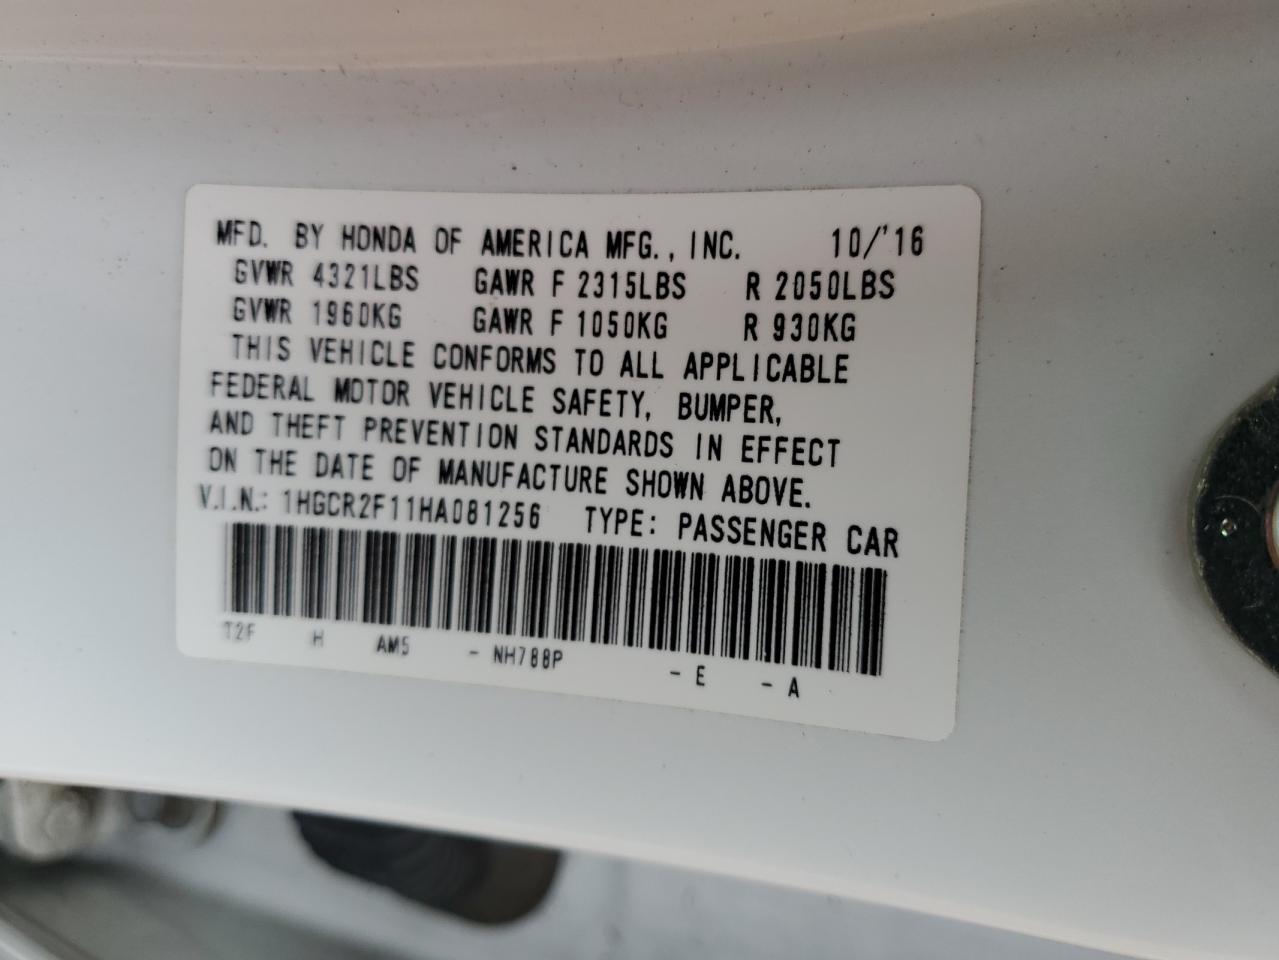 MFD. BY HONDA OF AMERICA MFG., INC. 10/'16
GVWR 4321LBS GAWR F 2315LBS R 2050LBS
GVWR 1960KG GAWR F 1050KG R 930KG
THIS VEHICLE CONFORMS TO ALL APPLICABLE
FEDERAL MOTOR VEHICLE SAFETY, BUMPER,
AND THEFT PREVENTION STANDARDS IN EFFECT
ON THE DATE OF MANUFACTURE SHOWN ABOVE.
V.I.N.: 1HGCR2F11HA081256 TYPE: PASSENGER CAR
T2F H AM5 - NH788P - E - A